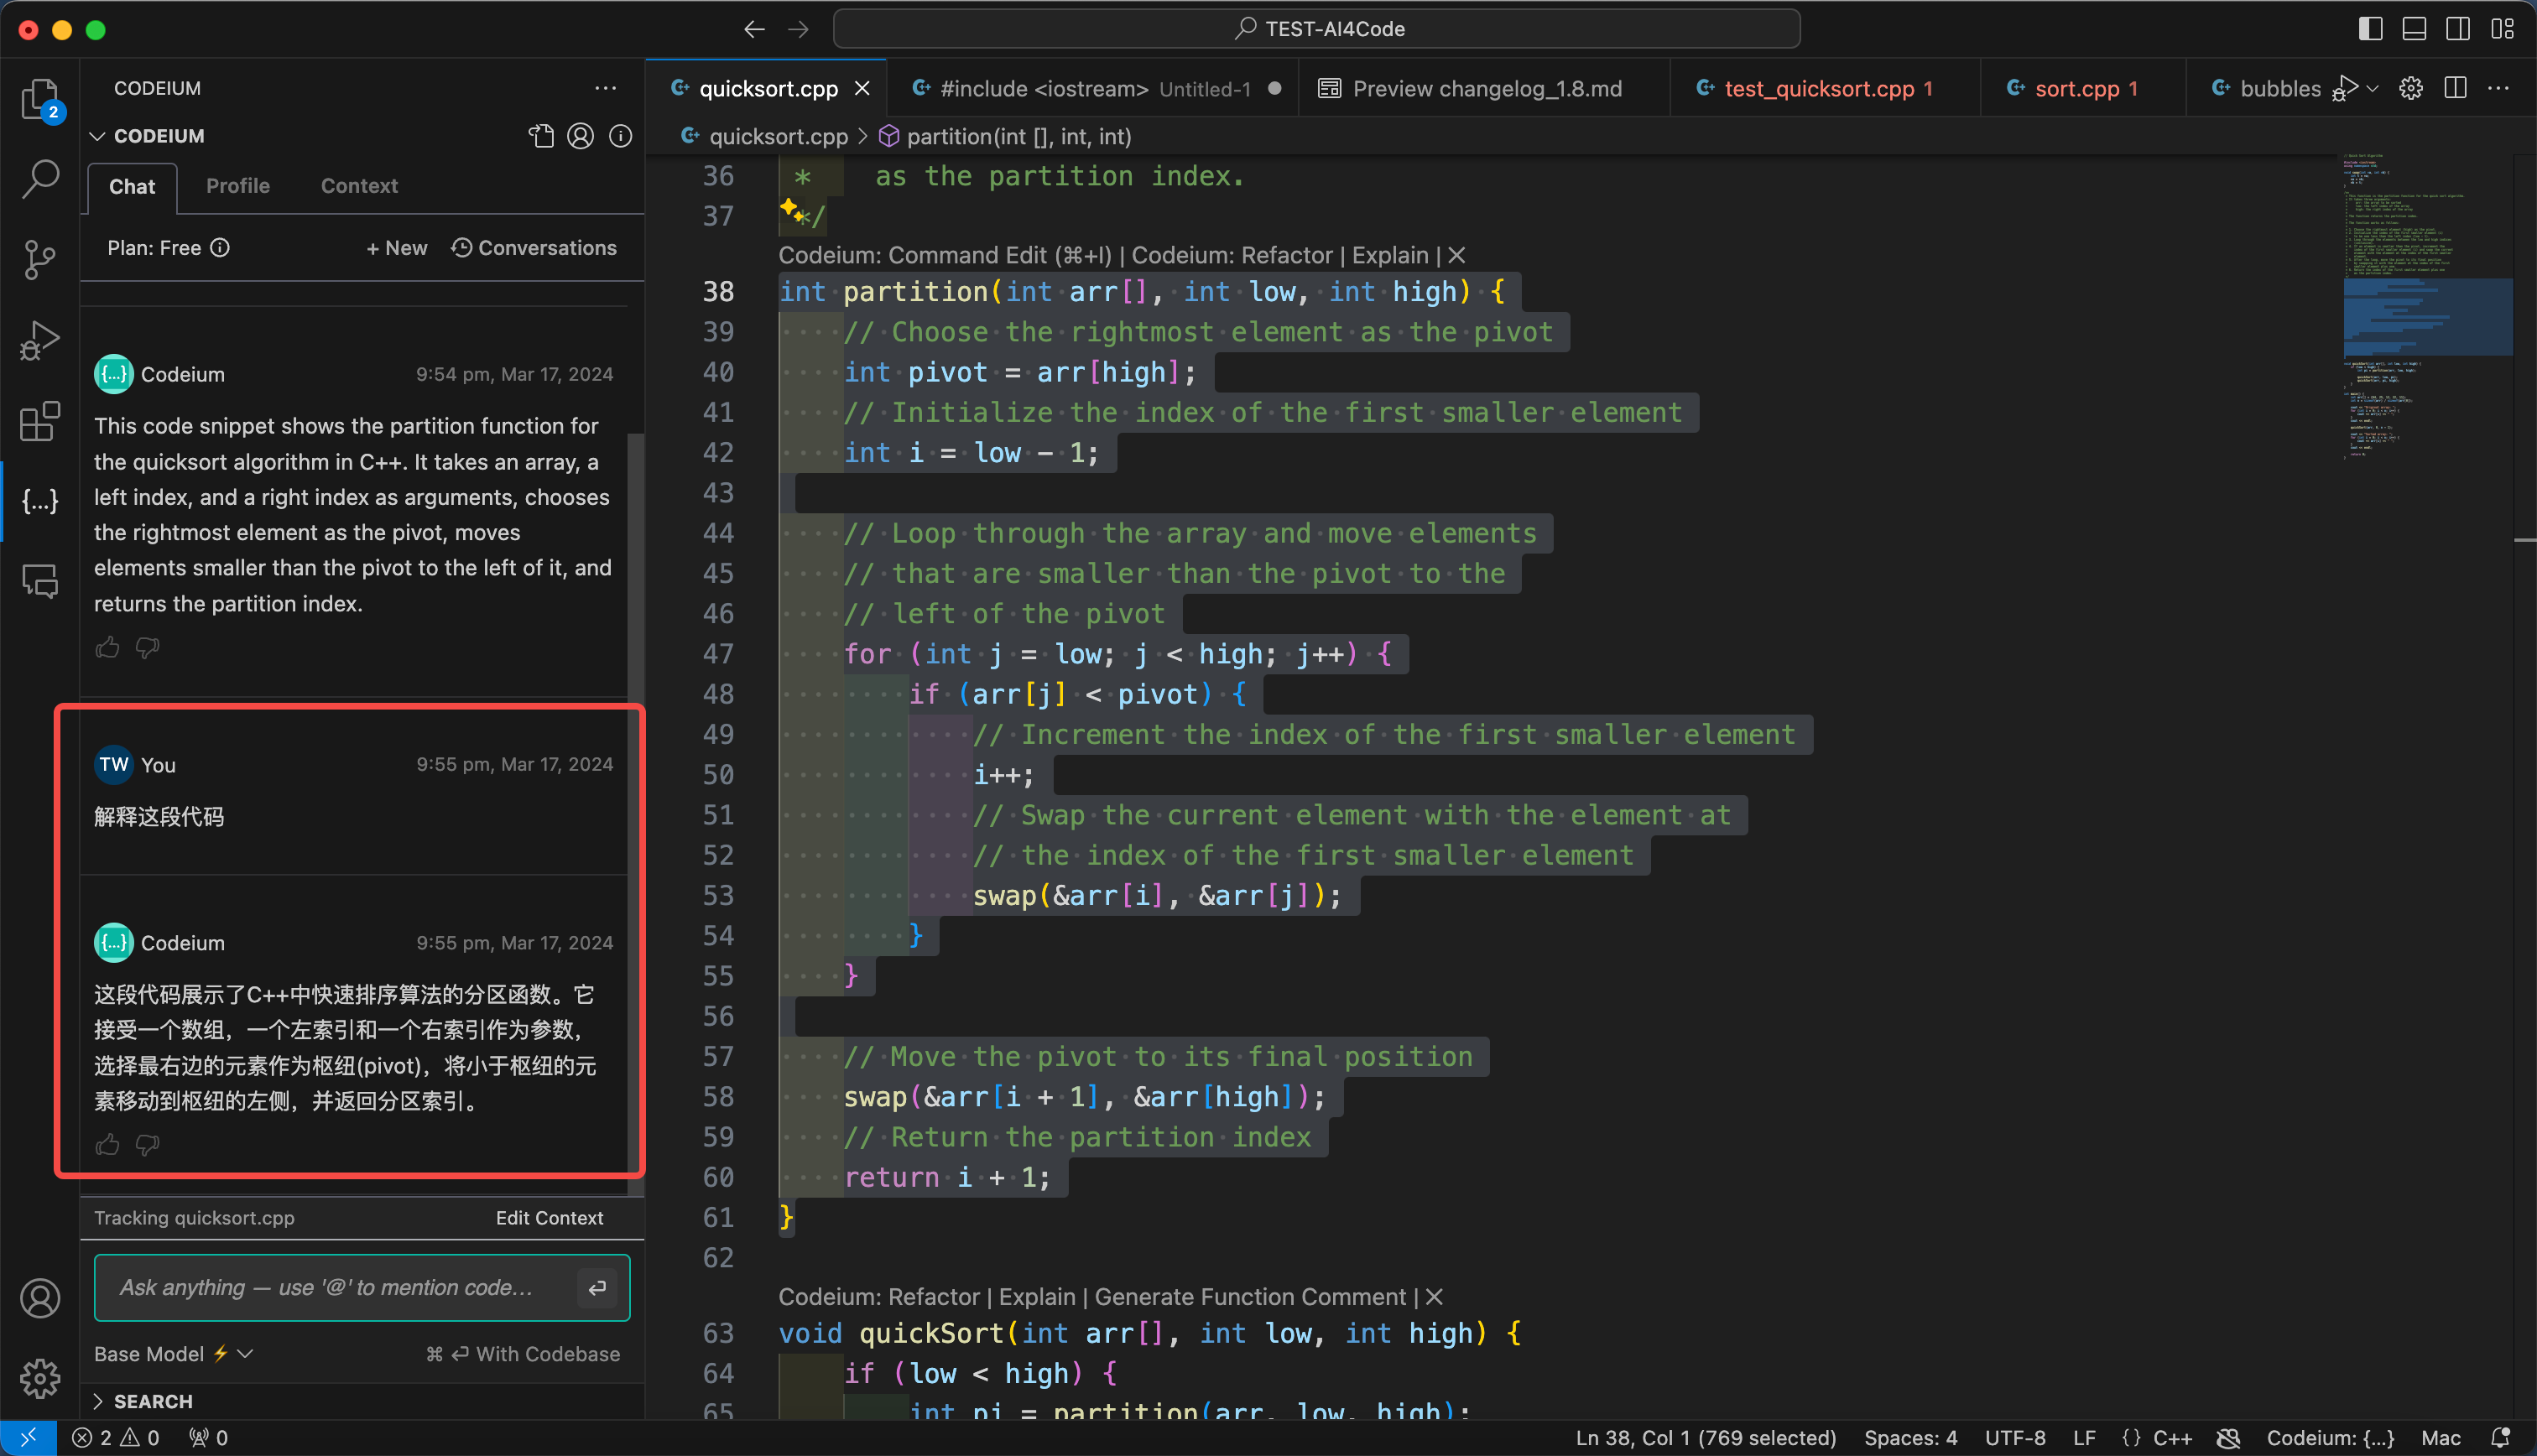 TEST-AI4Code
2
CODEIUM
CODEIUM
Chat
Profile
Context
Plan: Free
+ New
Conversations
Codeium
9:54 pm, Mar 17, 2024
This code snippet shows the partition function for
the quicksort algorithm in C++. It takes an array, a
left index, and a right index as arguments, chooses
the rightmost element as the pivot, moves
elements smaller than the pivot to the left of it, and
returns the partition index.
TW You
9:55 pm, Mar 17, 2024
解释这段代码
{...} Codeium
9:55 pm, Mar 17, 2024
这段代码展示了C++中快速排序算法的分区函数。它
接受一个数组，一个左索引和一个右索引作为参数，
选择最右边的元素作为枢纽(pivot)，将小于枢纽的元
素移动到枢纽的左侧，并返回分区索引。
Tracking quicksort.cpp
Edit Context
Ask anything — use '@' to mention code...
Base Model
⌘ ⏎ With Codebase
SEARCH
quicksort.cpp
#include <iostream> Untitled-1
Preview changelog_1.8.md
test_quicksort.cpp 1
sort.cpp 1
bubbles
quicksort.cpp > partition(int [], int, int)
36 * as the partition index.
37 */
Codeium: Command Edit (⌘+I) | Codeium: Refactor | Explain | X
38 int partition(int arr[], int low, int high) {
39 // Choose the rightmost element as the pivot
40 int pivot = arr[high];
41 // Initialize the index of the first smaller element
42 int i = low - 1;
43
44 // Loop through the array and move elements
45 // that are smaller than the pivot to the
46 // left of the pivot
47 for (int j = low; j < high; j++) {
48 if (arr[j] < pivot) {
49 // Increment the index of the first smaller element
50 i++;
51 // Swap the current element with the element at
52 // the index of the first smaller element
53 swap(&arr[i], &arr[j]);
54 }
55 }
56
57 // Move the pivot to its final position
58 swap(&arr[i + 1], &arr[high]);
59 // Return the partition index
60 return i + 1;
61 }
62
Codeium: Refactor | Explain | Generate Function Comment | X
63 void quickSort(int arr[], int low, int high) {
64 if (low < high) {
65 int pi = partition(arr, low, high);
2 0 0
Ln 38, Col 1 (769 selected)
Spaces: 4
UTF-8
LF
{} C++
Codeium: {...}
Mac